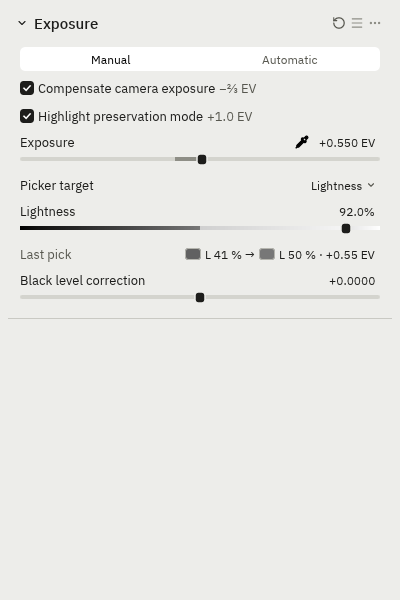 Exposure
Manual Automatic
Compensate camera exposure −⅔ EV
Highlight preservation mode +1.0 EV
Exposure +0.550 EV
Picker target Lightness
Lightness 92.0%
Last pick L 41 % → L 50 % · +0.55 EV
Black level correction +0.0000